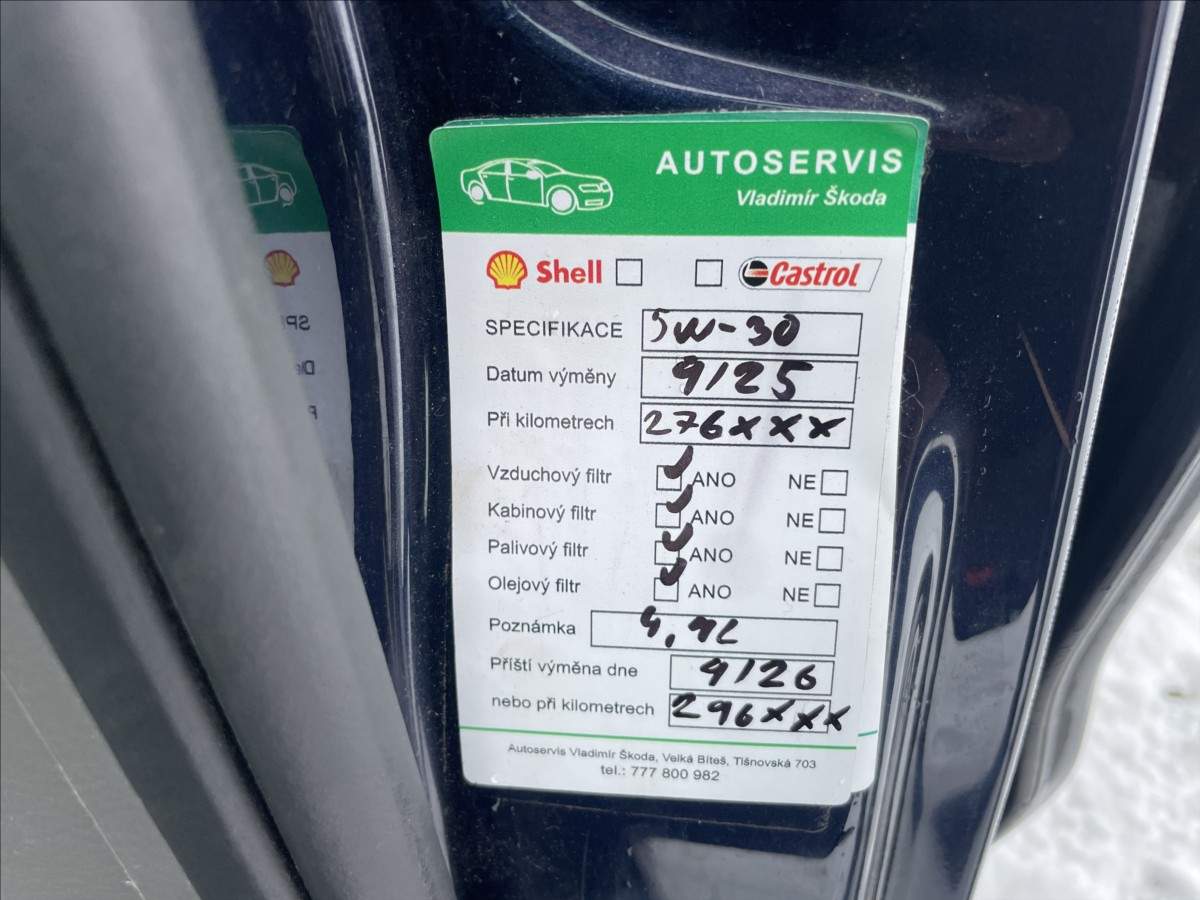 AUTOSERVIS
Vladimír Škoda
Shell Castrol
SPECIFIKACE 5W-30
Datum výměny 9/25
Při kilometrech 276xxx
Vzduchový filtr ANO NE
Kabinový filtr ANO NE
Palivový filtr ANO NE
Olejový filtr ANO NE
Poznámka 4,9L
Příští výměna dne 9/26
nebo při kilometrech 296xxx
Autoservis Vladimír Škoda, Velká Bíteš, Tišnovská 703
tel.: 777 800 982